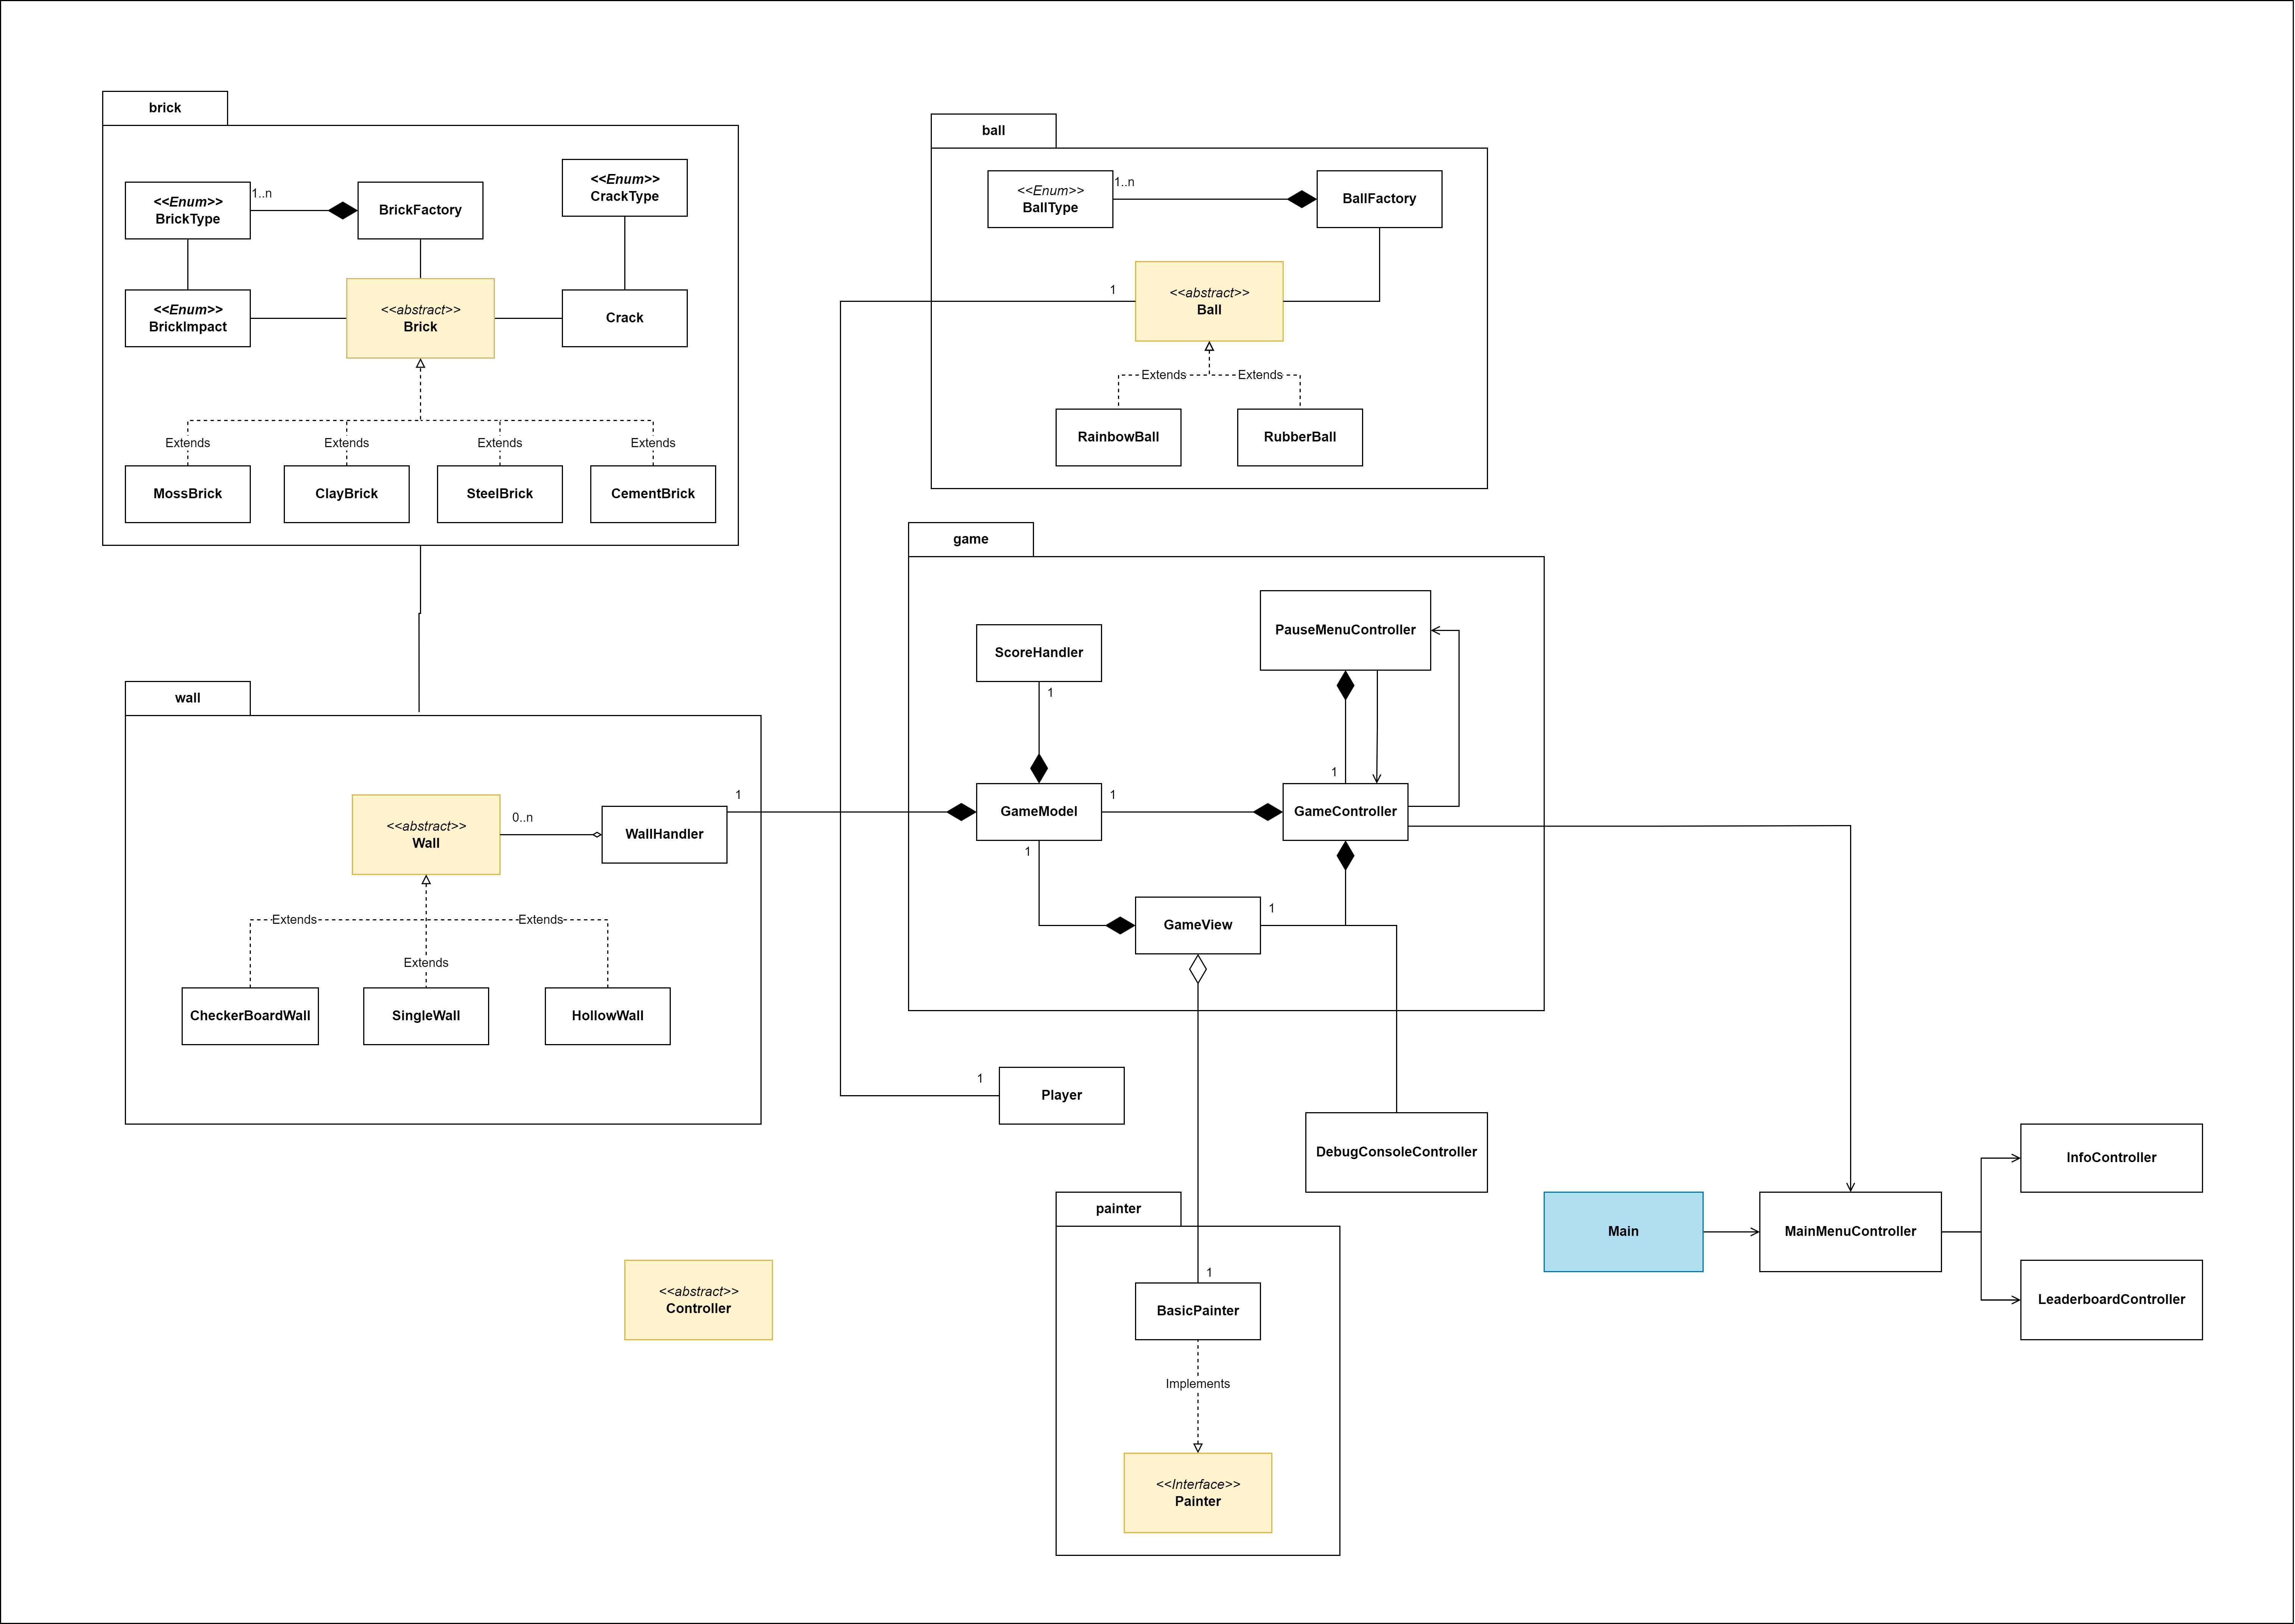 brick
<<Enum>>
BrickType
1..n
BrickFactory
<<Enum>>
CrackType
<<Enum>>
BrickImpact
<<abstract>>
Brick
Crack
Extends
Extends
Extends
Extends
MossBrick
ClayBrick
SteelBrick
CementBrick
ball
<<Enum>>
BallType
1..n
BallFactory
1
<<abstract>>
Ball
Extends
Extends
RainbowBall
RubberBall
game
PauseMenuController
ScoreHandler
1
1
GameModel
1
GameController
1
GameView
1
wall
1
<<abstract>>
Wall
0..n
WallHandler
Extends
Extends
Extends
CheckerBoardWall
SingleWall
HollowWall
1
Player
DebugConsoleController
painter
1
BasicPainter
Implements
<<Interface>>
Painter
<<abstract>>
Controller
Main
MainMenuController
InfoController
LeaderboardController